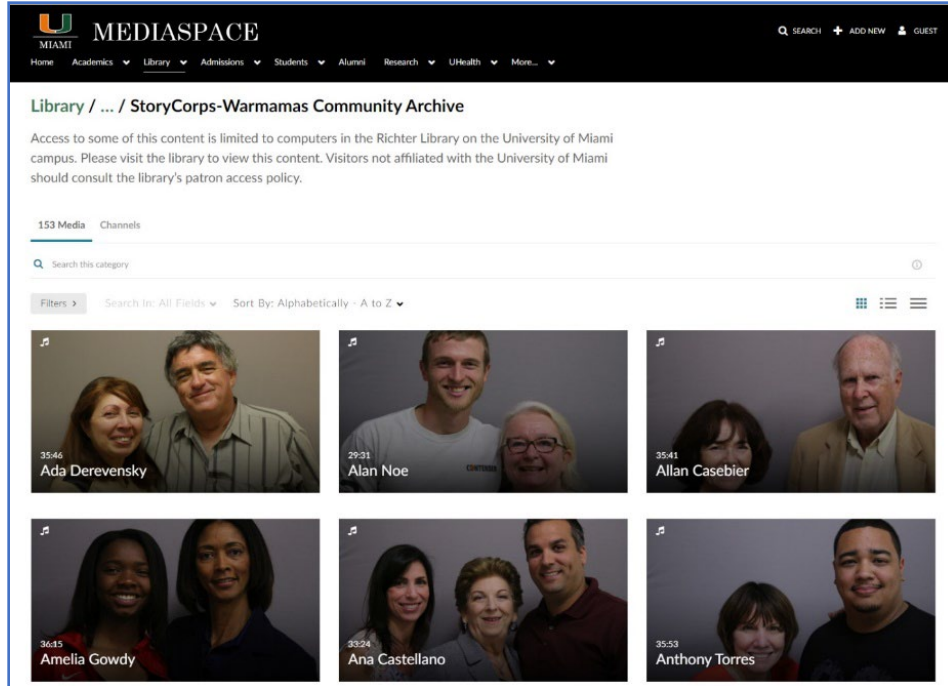 MIAMI
MEDIASPACE
SEARCH ADD NEW GUEST
Home Academics Library Admissions Students Alumni Research UHealth More...
Library / ... / StoryCorps-Warmamas Community Archive
Access to some of this content is limited to computers in the Richter Library on the University of Miami
campus. Please visit the library to view this content. Visitors not affiliated with the University of Miami
should consult the library's patron access policy.
153 Media Channels
Search this category
Filters > Search In: All Fields Sort By: Alphabetically - A to Z
35:46
Ada Derevensky
29:31
Alan Noe
35:41
Allan Casebier
36:15
Amelia Gowdy
33:24
Ana Castellano
35:53
Anthony Torres